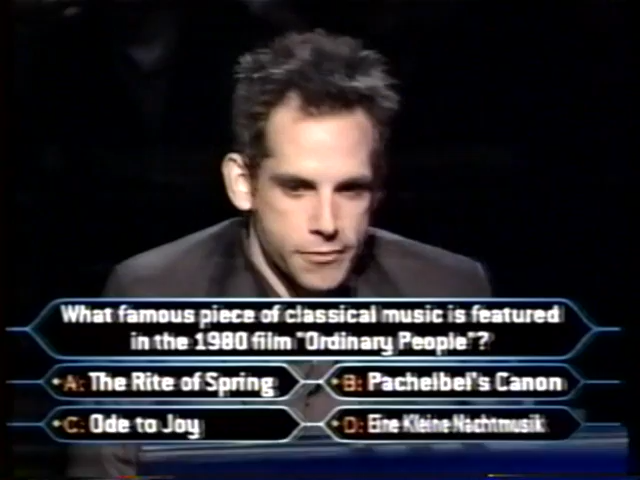 What famous piece of classical music is featured
in the 1980 film "Ordinary People"?
A: The Rite of Spring
B: Pachelbel's Canon
C: Ode to Joy
D: Eine Kleine Nachtmusik